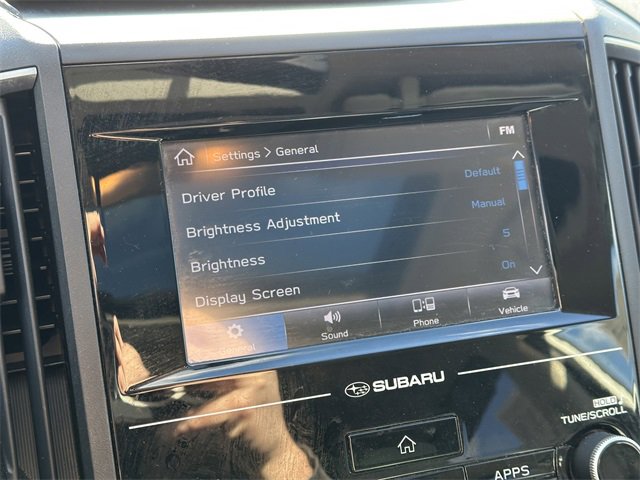 Settings > General FM
Driver Profile Default
Brightness Adjustment Manual
Brightness 5
Display Screen On
General Sound Phone Vehicle
SUBARU
HOLD
TUNE/SCROLL
APPS